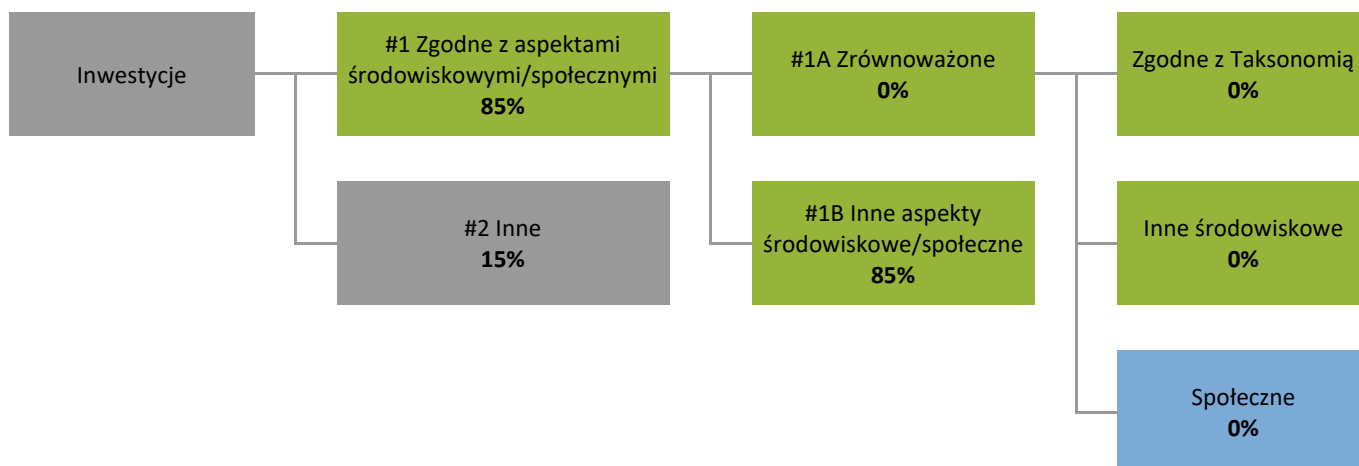 Inwestycje
#1 Zgodne z aspektami
środowiskowymi/społecznymi
85%
#2 Inne
15%
#1A Zrównoważone
0%
#1B Inne aspekty
środowiskowe/społeczne
85%
Zgodne z Taksonomią
0%
Inne środowiskowe
0%
Społeczne
0%